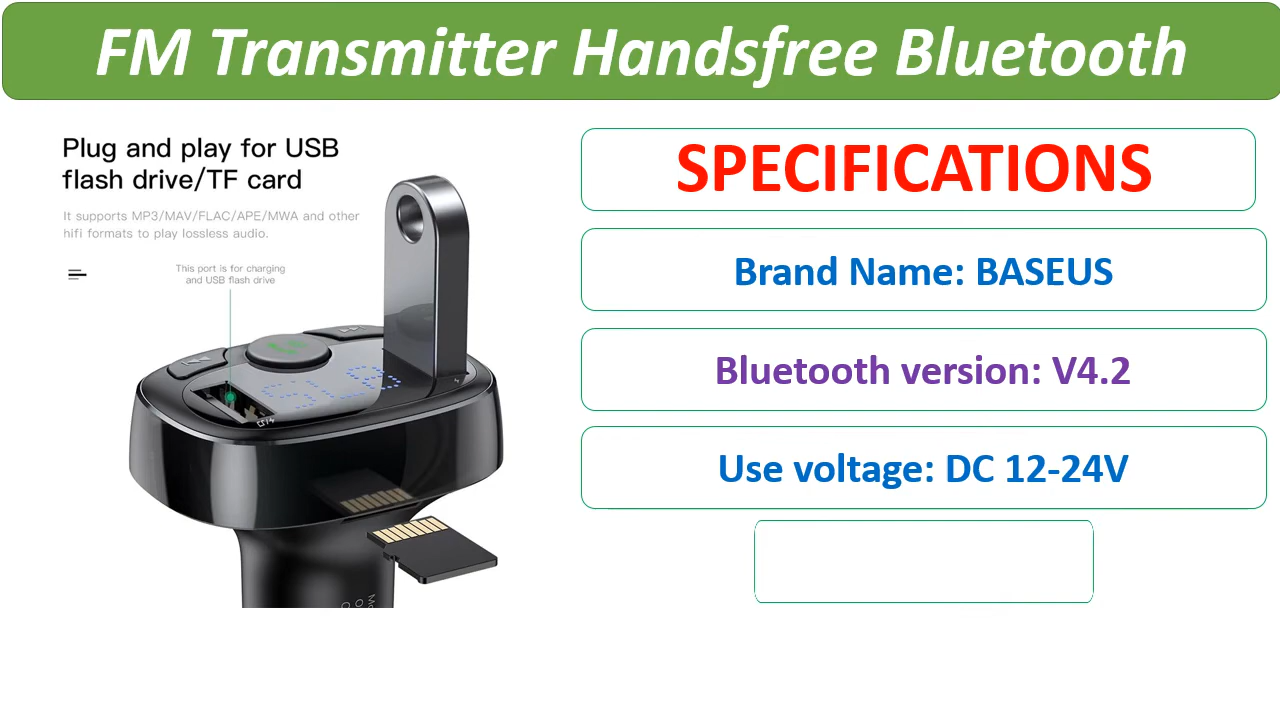 FM Transmitter Handsfree Bluetooth
Plug and play for USB
flash drive/TF card
It supports MP3/MAV/FLAC/APE/MWA and other
hifi formats to play lossless audio.
This port is for charging
and USB flash drive
SPECIFICATIONS
Brand Name: BASEUS
Bluetooth version: V4.2
Use voltage: DC 12-24V